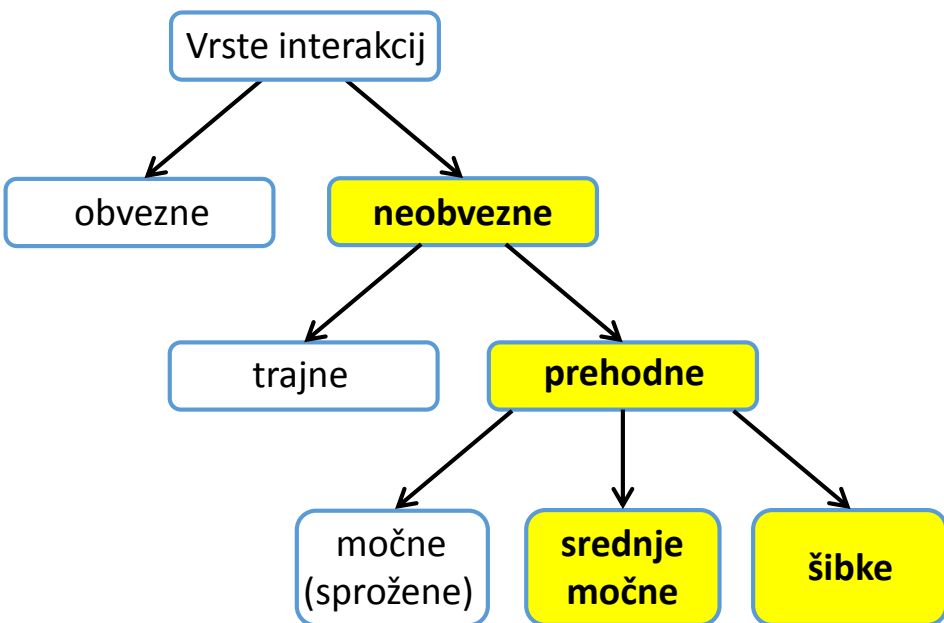 Vrste interakcij
obvezne
neobvezne
trajne
prehodne
močne
(sprožene)
srednje
močne
šibke